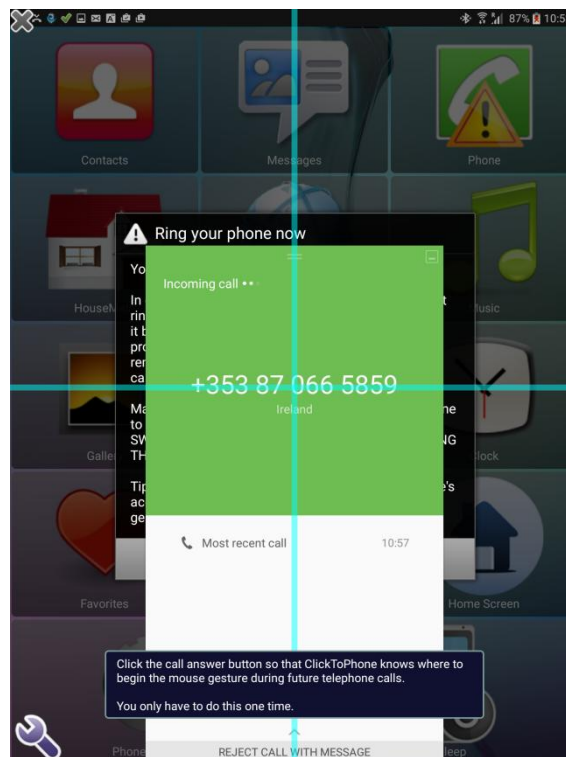 87% 10:5
Contacts
Messages
Phone
Ring your phone now
Yo
Incoming call
In
t
HouseM
rin
Music
it b
pro
rem
ca
+353 87 066 5859
Ireland
Ma
ne
to
SW
NG
Galle
TH
Clock
Tip
e's
ac
ge
Most recent call 10:57
Favorites
Home Screen
Click the call answer button so that ClickToPhone knows where to
begin the mouse gesture during future telephone calls.
You only have to do this one time.
Phone
leep
REJECT CALL WITH MESSAGE